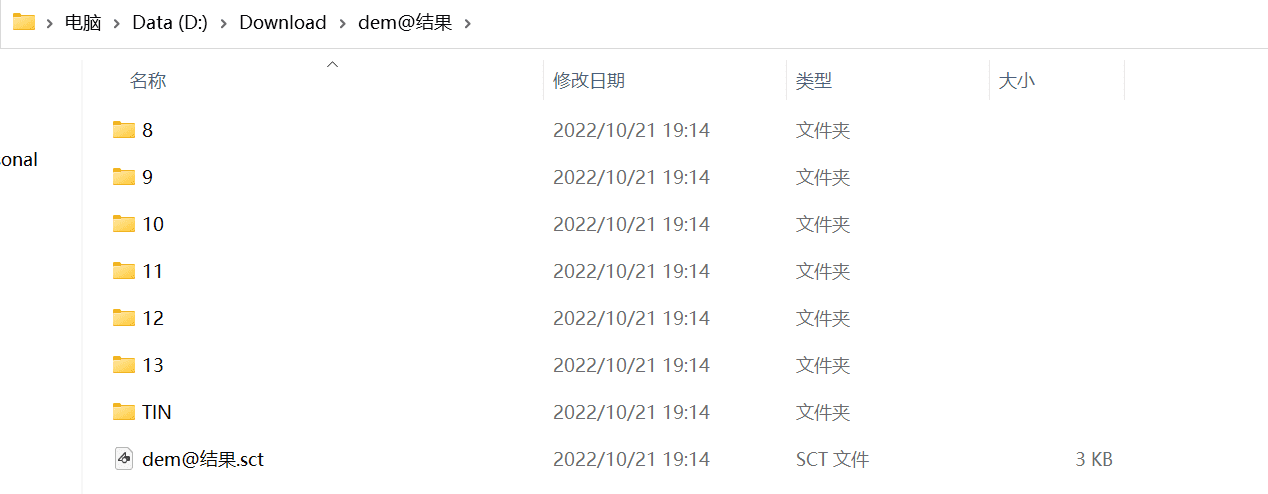 电脑 > Data (D:) > Download > dem@结果 >
名称 修改日期 类型 大小
8 2022/10/21 19:14 文件夹
onal
9 2022/10/21 19:14 文件夹
10 2022/10/21 19:14 文件夹
11 2022/10/21 19:14 文件夹
12 2022/10/21 19:14 文件夹
13 2022/10/21 19:14 文件夹
TIN 2022/10/21 19:14 文件夹
dem@结果.sct 2022/10/21 19:14 SCT 文件 3 KB